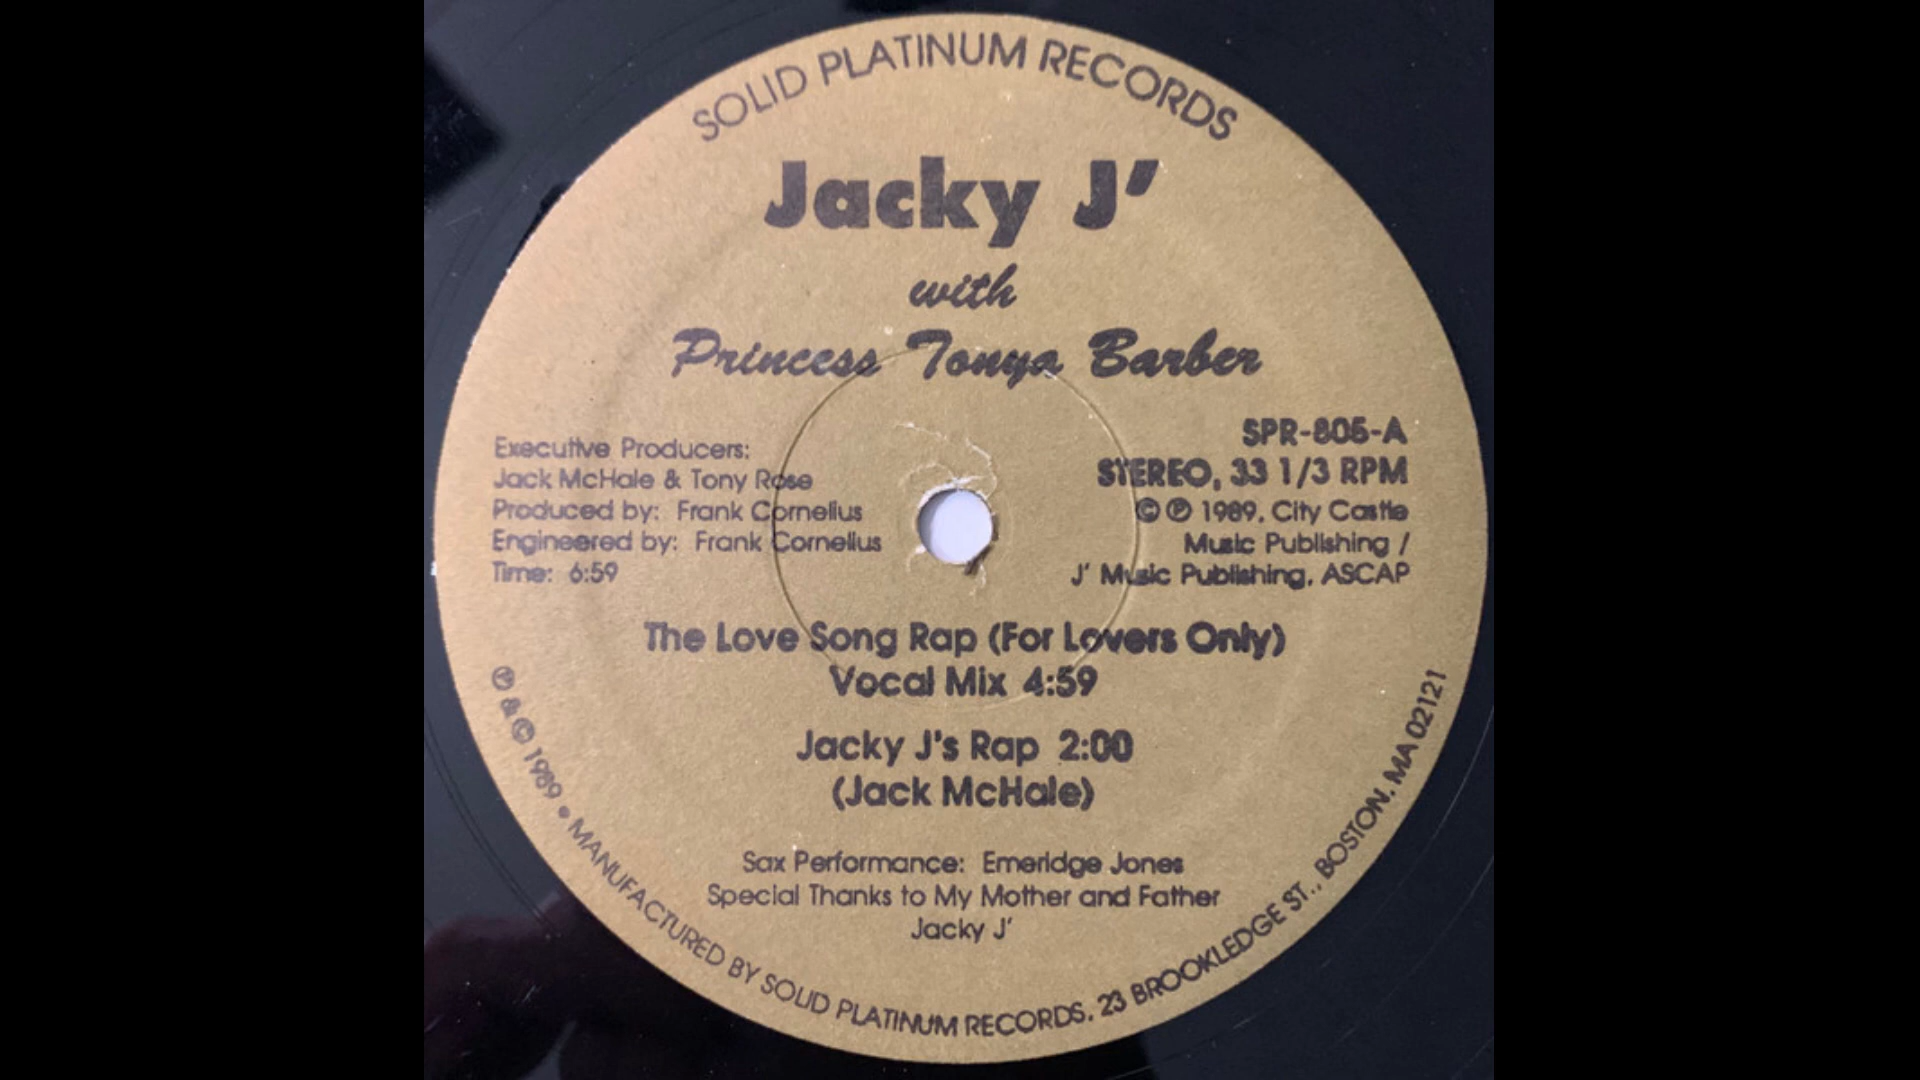 SOLID PLATINUM RECORDS
Jacky J'
with
Princess Tonya Barber
Executive Producers:
Jack McHale & Tony Rose
Produced by: Frank Cornelius
Engineered by: Frank Cornelius
Time: 6:59
SPR-805-A
STEREO, 33 1/3 RPM
© ℗ 1989, City Castle
Music Publishing /
J' Music Publishing, ASCAP
The Love Song Rap (For Lovers Only)
Vocal Mix 4:59
Jacky J's Rap 2:00
(Jack McHale)
Sax Performance: Emeridge Jones
Special Thanks to My Mother and Father
Jacky J'
℗ & © 1989 • MANUFACTURED BY SOLID PLATINUM RECORDS, 23 BROOKLEDGE ST., BOSTON, MA 02121